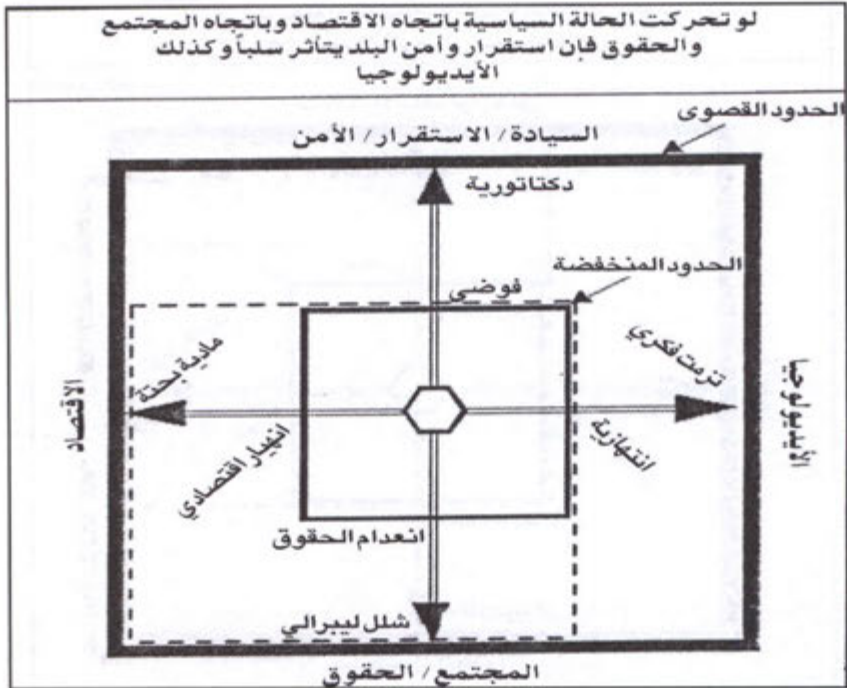 لو تحركت الحالة السياسية باتجاه الاقتصاد وباتجاه المجتمع
والحقوق فإن استقرار وأمن البلد يتأثر سلباً وكذلك
الأيديولوجيا
الحدود القصوى
السيادة / الاستقرار / الأمن
دكتاتورية
الحدود المنخفضة
فوضى
تزمت فكري
مادية بحتة
الأيديولوجيا
الاقتصاد
انتهازية
انهيار اقتصادي
انعدام الحقوق
شلل ليبرالي
المجتمع / الحقوق